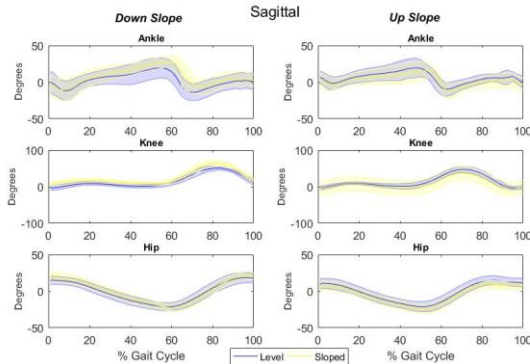 Sagittal
Down Slope
Up Slope
Ankle
Ankle
Degrees
50
0
-50
0 20 40 60 80 100
Degrees
50
0
-50
0 20 40 60 80 100
Knee
Knee
Degrees
100
0
-100
0 20 40 60 80 100
Degrees
100
0
-100
0 20 40 60 80 100
Hip
Hip
Degrees
50
0
-50
0 20 40 60 80 100
% Gait Cycle
Degrees
50
0
-50
0 20 40 60 80 100
% Gait Cycle
Level Sloped